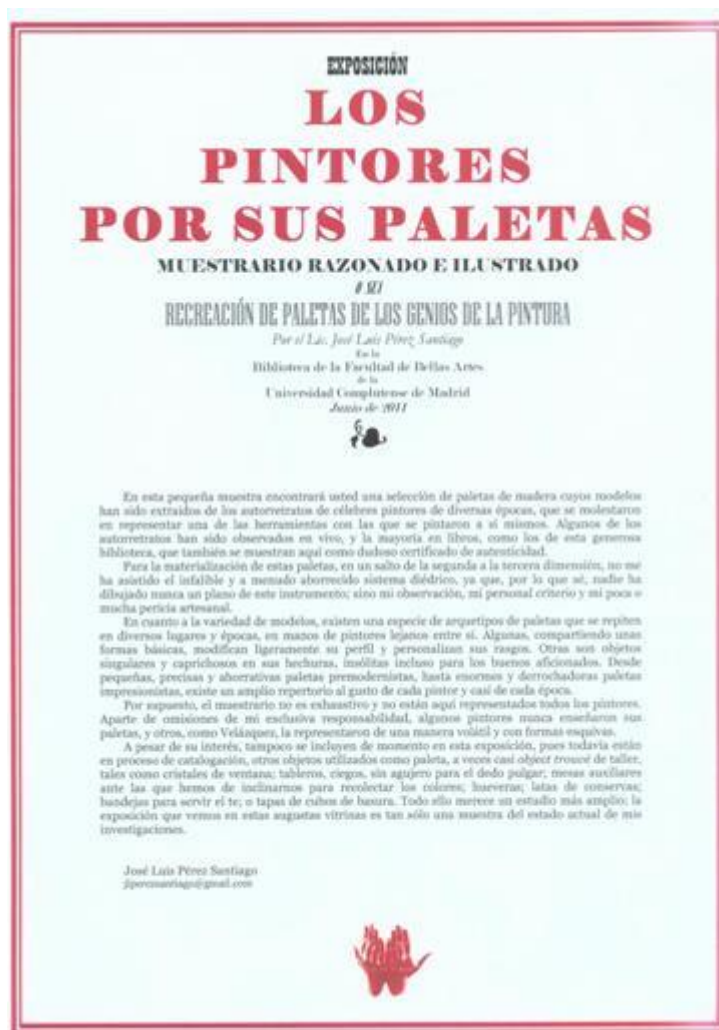 EXPOSICIÓN
LOS
PINTORES
POR SUS PALETAS
MUESTRARIO RAZONADO E ILUSTRADO
O SEA
RECREACIÓN DE PALETAS DE LOS GENIOS DE LA PINTURA
Por el Lic. José Luis Pérez Santiago
En la
Biblioteca de la Facultad de Bellas Artes
de la
Universidad Complutense de Madrid
Junio de 2011
En esta pequeña muestra encontrará usted una selección de paletas de madera cuyos modelos
han sido extraídos de los autorretratos de célebres pintores de diversas épocas, que se molestaron
en representar una de las herramientas con las que se pintaron a sí mismos. Algunos de los
autorretratos han sido observados en vivo, y la mayoría en libros, como los de esta generosa
biblioteca, que también se muestran aquí como dudoso certificado de autenticidad.
Para la materialización de estas paletas, en un salto de la segunda a la tercera dimensión, no me
ha asistido el infalible y a menudo aborrecido sistema diédrico, ya que, por lo que sé, nadie ha
dibujado nunca un plano de este instrumento; sino mi observación, mi personal criterio y mi poca o
mucha pericia artesanal.
En cuanto a la variedad de modelos, existen una especie de arquetipos de paletas que se repiten
en diversos lugares y épocas, en manos de pintores lejanos entre sí. Algunas, compartiendo unas
formas básicas, modifican ligeramente su perfil y personalizan sus rasgos. Otras son objetos
singulares y caprichosos en sus hechuras, insólitas incluso para los buenos aficionados. Desde
pequeñas, precisas y ahorrativas paletas premodernistas, hasta enormes y derrochadoras paletas
impresionistas, existe un amplio repertorio al gusto de cada pintor y casi de cada época.
Por supuesto, el muestrario no es exhaustivo y no están aquí representados todos los pintores.
Aparte de omisiones de mi exclusiva responsabilidad, algunos pintores nunca enseñaron sus
paletas, y otros, como Velázquez, la representaron de una manera volátil y con formas esquivas.
A pesar de su interés, tampoco se incluyen de momento en esta exposición, pues todavía están
en proceso de catalogación, otros objetos utilizados como paleta, a veces casi object trouvé de taller,
tales como cristales de ventana; tableros, ciegos, sin agujero para el dedo pulgar; mesas auxiliares
ante las que hemos de inclinarnos para recolectar los colores; hueveras; latas de conservas;
bandejas para servir el te; o tapas de cubos de basura. Todo ello merece un estudio más amplio; la
exposición que vemos en estas augustas vitrinas es tan sólo una muestra del estado actual de mis
investigaciones.
José Luis Pérez Santiago
jlperezsantiago@gmail.com